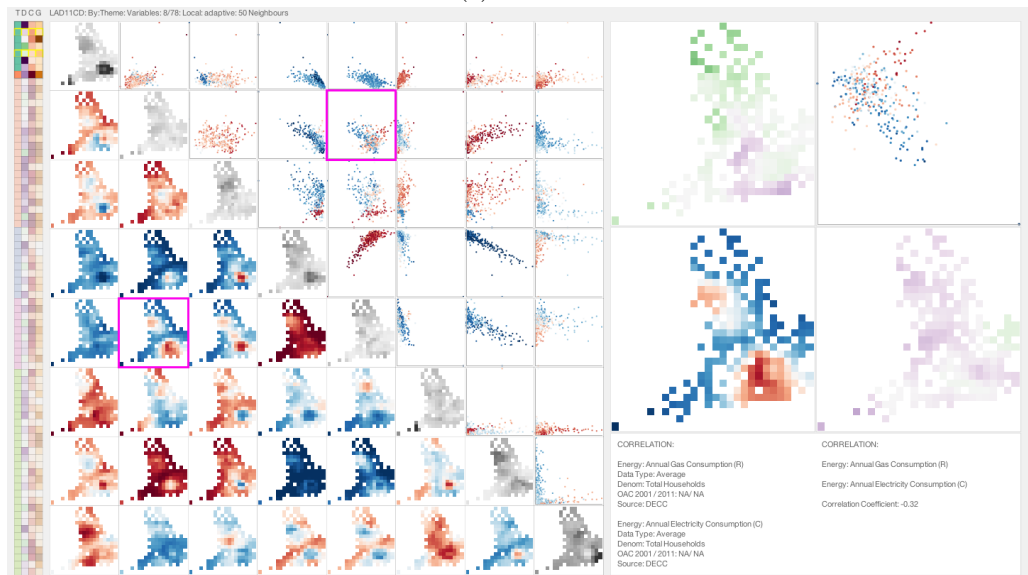 T D C G LAD11CD: By:Theme: Variables: 8/78: Local: adaptive: 50 Neighbours
CORRELATION:
Energy: Annual Gas Consumption (R)
Data Type: Average
Denom: Total Households
OAC 2001 / 2011: NA/ NA
Source: DECC
Energy: Annual Electricity Consumption (C)
Data Type: Average
Denom: Total Households
OAC 2001 / 2011: NA/ NA
Source: DECC
CORRELATION:
Energy: Annual Gas Consumption (R)
Energy: Annual Electricity Consumption (C)
Correlation Coefficient: -0.32